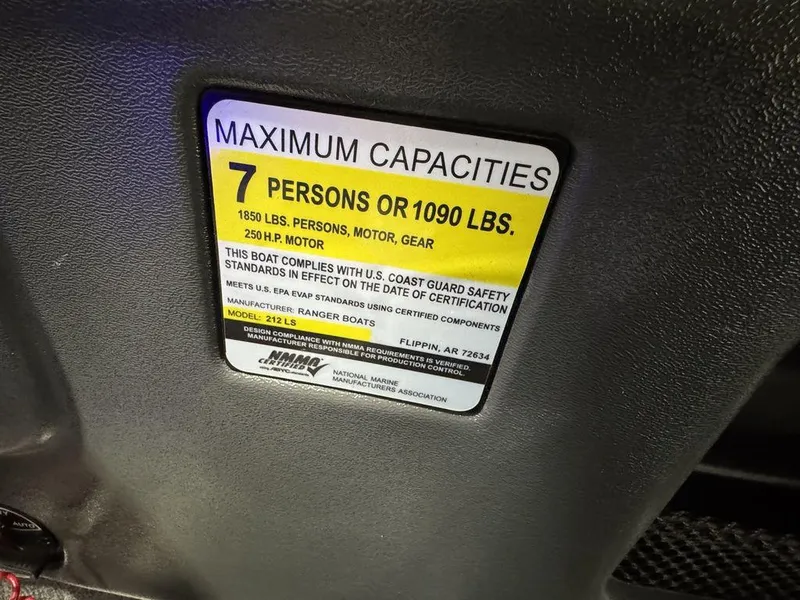 MAXIMUM CAPACITIES
7 PERSONS OR 1090 LBS.
1850 LBS. PERSONS, MOTOR, GEAR
250 H.P. MOTOR
THIS BOAT COMPLIES WITH U.S. COAST GUARD SAFETY
STANDARDS IN EFFECT ON THE DATE OF CERTIFICATION
MEETS U.S. EPA EVAP STANDARDS USING CERTIFIED COMPONENTS
MANUFACTURER: RANGER BOATS
MODEL: 212 LS
FLIPPIN, AR 72634
DESIGN COMPLIANCE WITH NMMA REQUIREMENTS IS VERIFIED.
MANUFACTURER RESPONSIBLE FOR PRODUCTION CONTROL.
NMMA
CERTIFIED
NATIONAL MARINE
MANUFACTURERS ASSOCIATION
AUTO